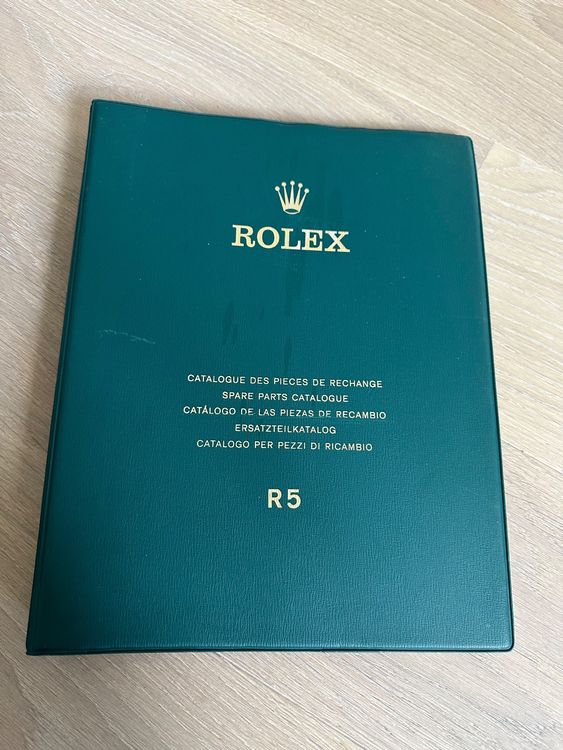 ROLEX
CATALOGUE DES PIECES DE RECHANGE
SPARE PARTS CATALOGUE
CATÁLOGO DE LAS PIEZAS DE RECAMBIO
ERSATZTEILKATALOG
CATALOGO PER PEZZI DI RICAMBIO
R5